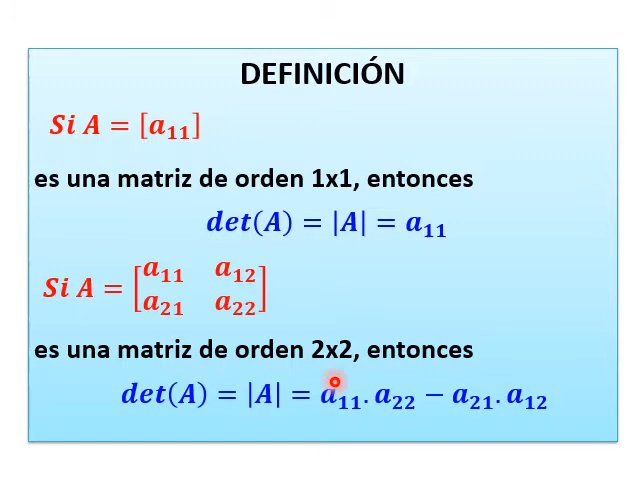 DEFINICIÓN
Si A = [a₁₁]
es una matriz de orden 1x1, entonces
det(A) = |A| = a₁₁
Si A = [a₁₁ a₁₂
a₂₁ a₂₂]
es una matriz de orden 2x2, entonces
det(A) = |A| = a₁₁. a₂₂ − a₂₁. a₁₂